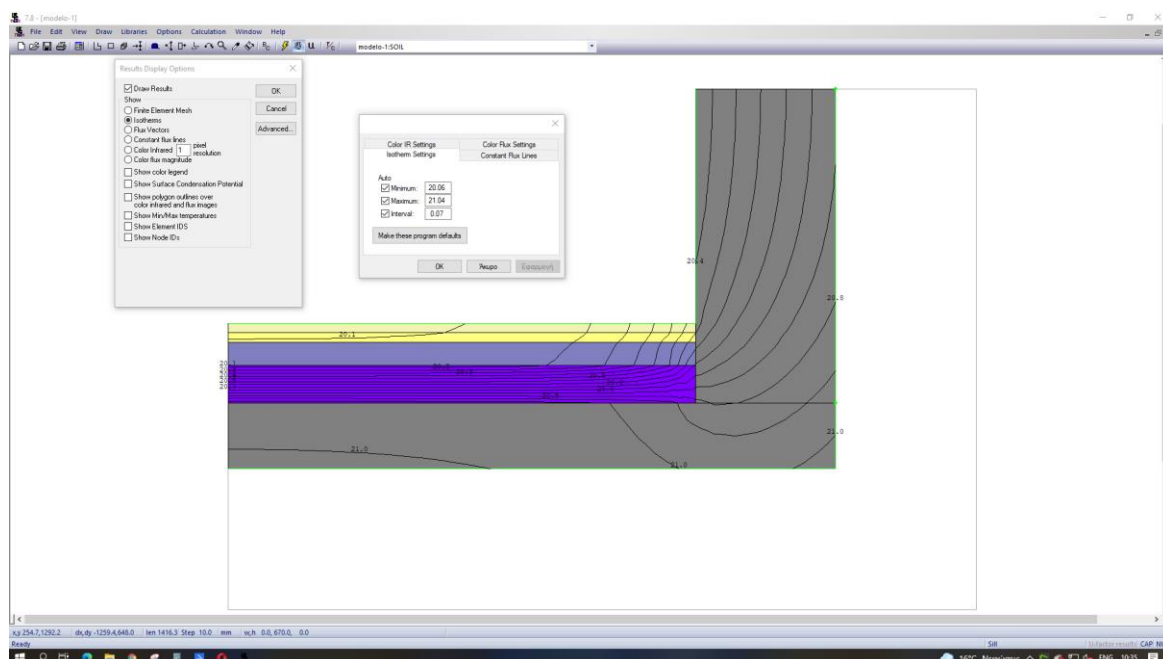 7.8 - [modelo-1]
File Edit View Draw Libraries Options Calculation Window Help
modelo-1:SOIL
Results Display Options
Draw Results
Show
Finite Element Mesh
Isotherms
Flux Vectors
Constant flux lines
Color Infrared 1 pixel resolution
Color flux magnitude
Show color legend
Show Surface Condensation Potential
Show polygon outlines over
color infrared and flux images
Show Min/Max temperatures
Show Element IDS
Show Node IDs
OK
Cancel
Advanced...
Color IR Settings Color Flux Settings
Isotherm Settings Constant Flux Lines
Auto
Minimum: 20.06
Maximum: 21.04
Interval: 0.07
Make these program defaults
OK Άκυρο Εφαρμογή
20.4
20.1
21.0
21.0
21.0
x,y 254.7,1292.2 dx,dy -1259.4,648.0 len 1416.3 Step 10.0 mm w,h 0.0, 670.0, 0.0
Ready Sill U-factor results CAP
16°C ENG 10:35